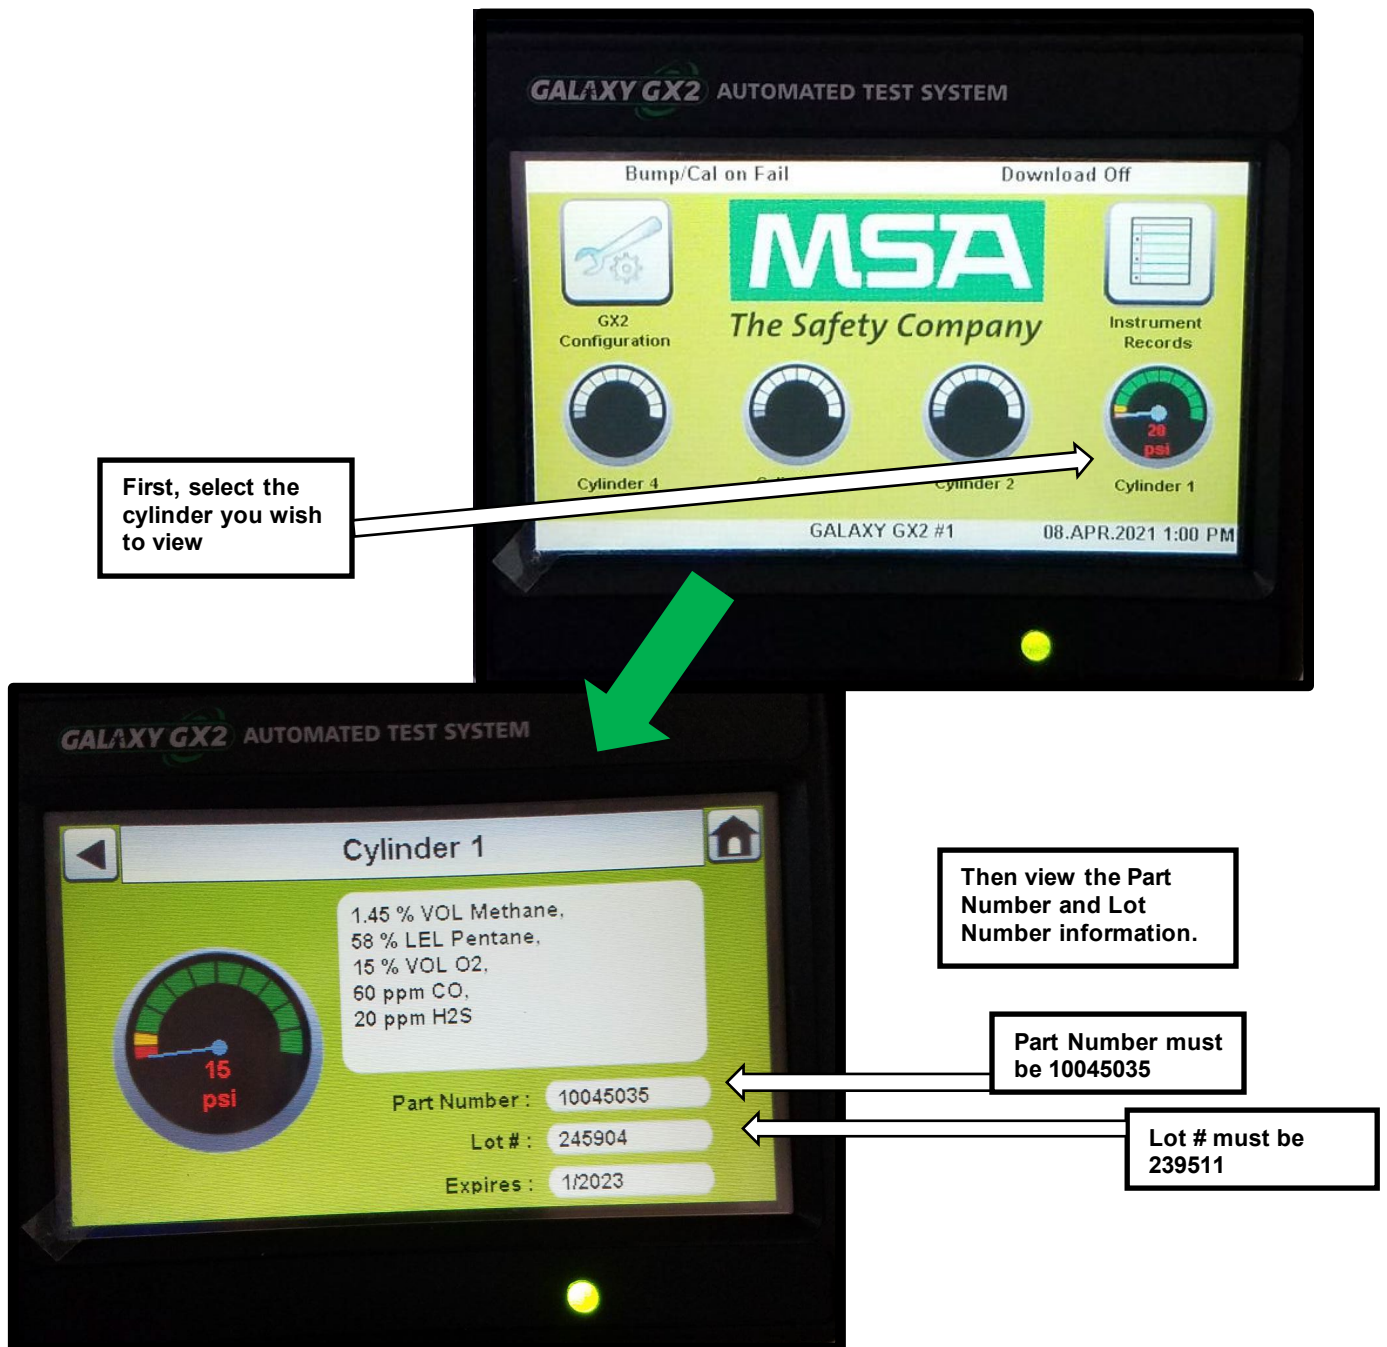 GALAXY GX2 AUTOMATED TEST SYSTEM
Bump/Cal on Fail Download Off
MSA
The Safety Company
GX2
Configuration
Instrument
Records
20
psi
Cylinder 4 Cylinder 2 Cylinder 1
GALAXY GX2 #1 08.APR.2021 1:00 PM
First, select the
cylinder you wish
to view
GALAXY GX2 AUTOMATED TEST SYSTEM
Cylinder 1
1.45 % VOL Methane,
58 % LEL Pentane,
15 % VOL O2,
60 ppm CO,
20 ppm H2S
15
psi
Part Number : 10045035
Lot # : 245904
Expires : 1/2023
Then view the Part
Number and Lot
Number information.
Part Number must
be 10045035
Lot # must be
239511